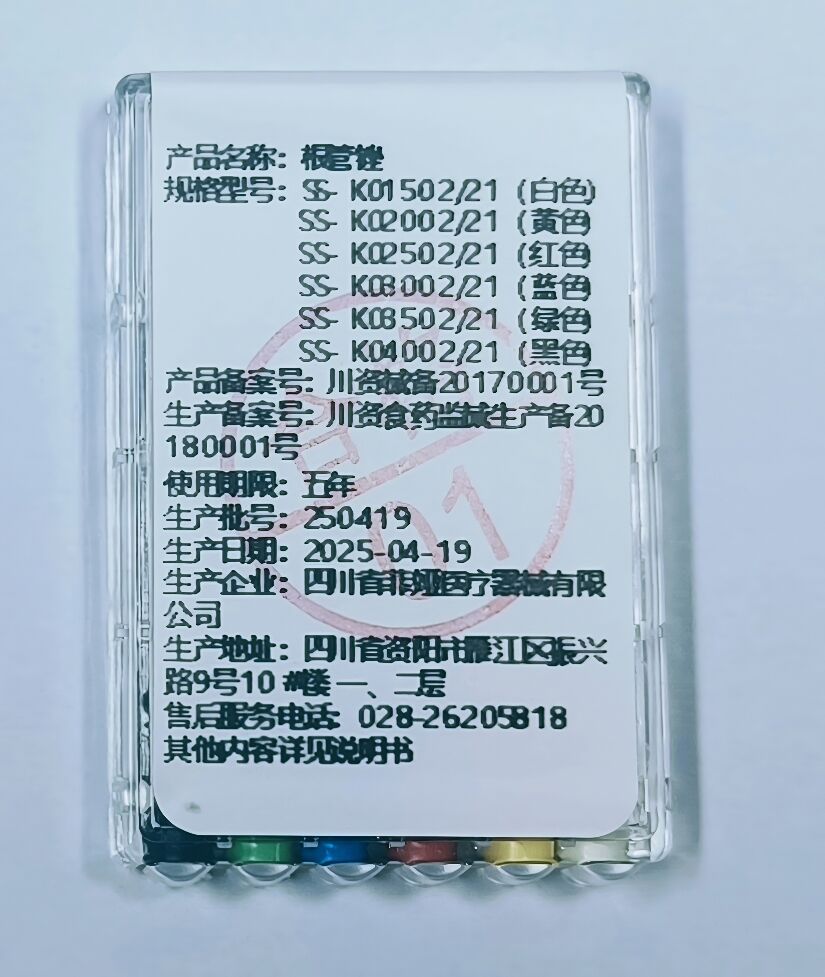 产品名称：根管锉
规格型号：SS- K01502/21（白色)
SS- K02002/21（黄色)
SS- K02502/21（红色)
SS- K03002/21（蓝色)
SS- K03502/21（绿色)
SS- K04002/21（黑色)
产品备案号：川资械备20170001号
生产备案号：川资食药监械生产备20
180001号
使用期限：五年
生产批号：250419
生产日期：2025-04-19
生产企业：四川省菲娅医疗器械有限
公司
生产地址：四川省资阳市雁江区振兴
路9号10#楼一、二层
售后服务电话：028-26205818
其他内容详见说明书
合格
01